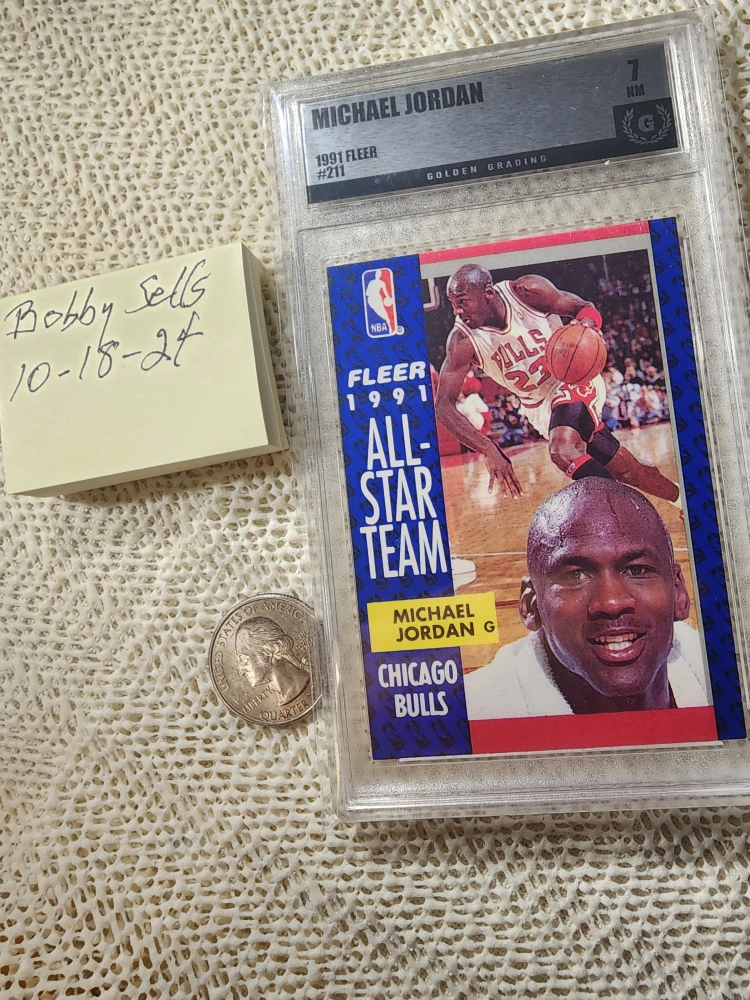 MICHAEL JORDAN
7
NM
1991 FLEER
#211
GOLDEN GRADING
G
Bobby Sells
10-18-24
NBA
FLEER
1991
ALL-
STAR
TEAM
BULLS
23
MICHAEL
JORDAN G
CHICAGO
BULLS
UNITED STATES OF AMERICA
LIBERTY
QUARTER